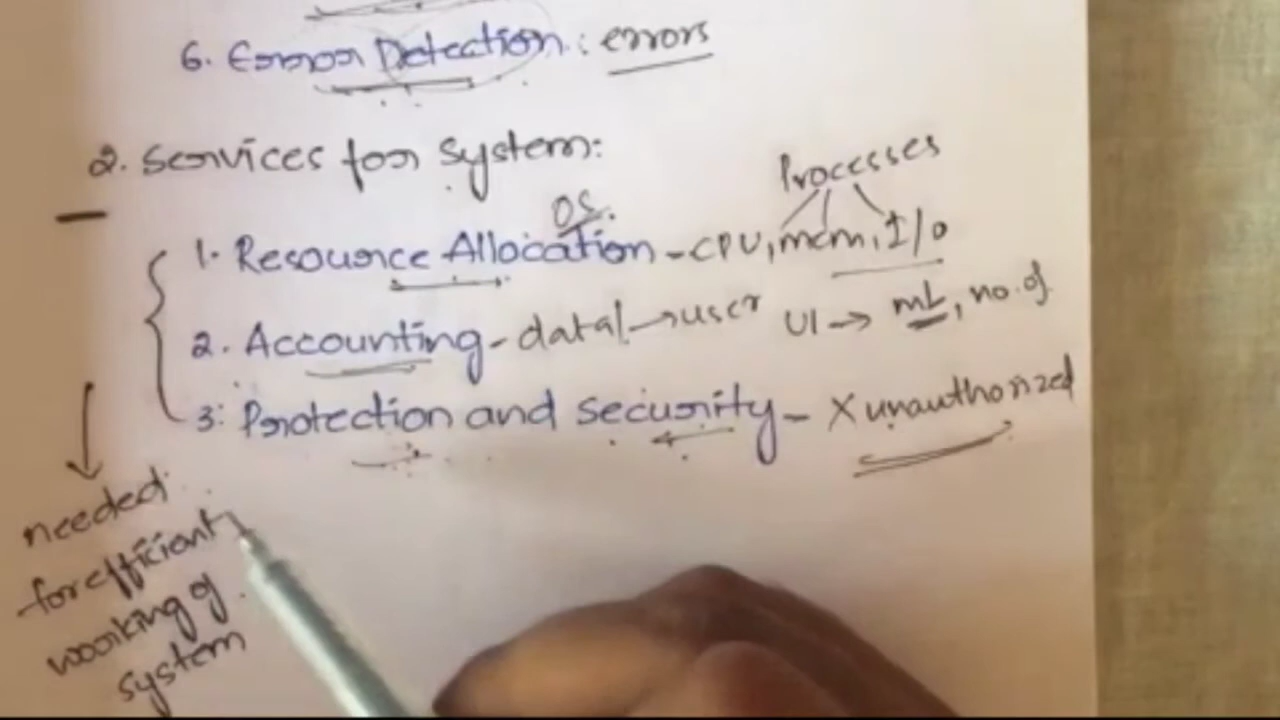 6. Error Detection : errors
2. Services for System:
Processes
OS.
1. Resource Allocation - CPU, mem, I/o
2. Accounting - data → user UI → mL, no. of
3: Protection and security - X unauthorized
needed
for efficient
working of
system